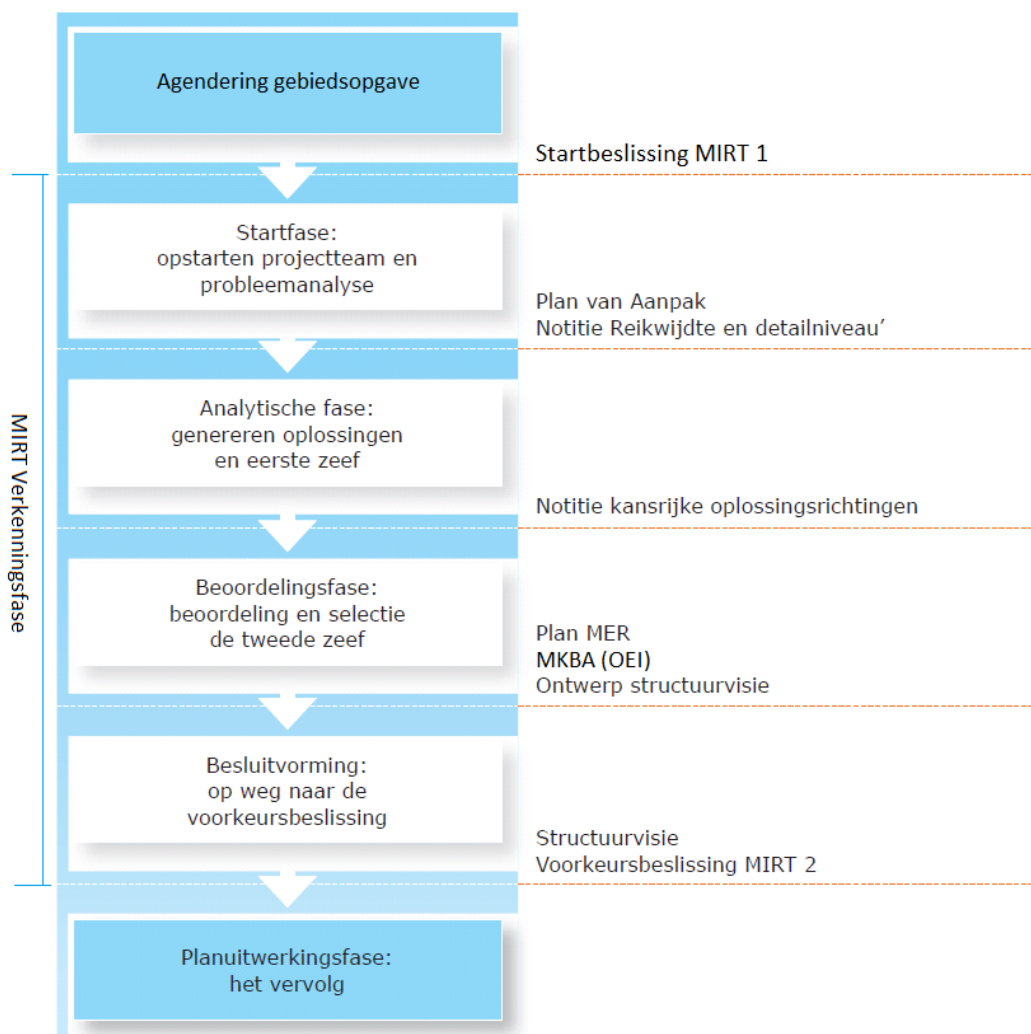 Agendering gebiedsopgave
Startbeslissing MIRT 1
Startfase:
opstarten projectteam en
probleemanalyse
Plan van Aanpak
Notitie Reikwijdte en detailniveau’
MIRT Verkenningsfase
Analytische fase:
genereren oplossingen
en eerste zeef
Notitie kansrijke oplossingsrichtingen
Beoordelingsfase:
beoordeling en selectie
de tweede zeef
Plan MER
MKBA (OEI)
Ontwerp structuurvisie
Besluitvorming:
op weg naar de
voorkeursbeslissing
Structuurvisie
Voorkeursbeslissing MIRT 2
Planuitwerkingsfase:
het vervolg